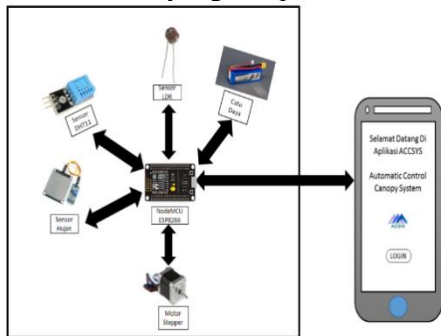 Sensor
LDR
Sensor
DHT11
Catu
Daya
Sensor
Hujan
NodeMCU
ESP8266
Motor
Stepper
Selamat Datang Di
Aplikasi ACCSYS
Automatic Control
Canopy System
LOGIN